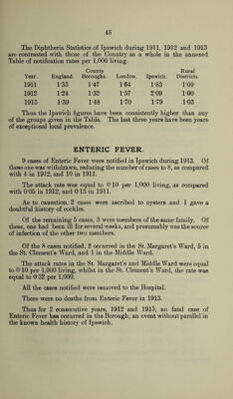 45
The Diphtheria Statistics of Ipswich during 1911, 1912 and 1913
are contrasted with those of the Country as a whole in the annexed
Table of notification rates per 1,000 living.
Year. England. County Boroughs. London. Ipswich. Rural Districts.
1911 1·33 1·47 1·64 1·82 1·09
1912 1·24 1·32 1·57 2·09 1·00
1913 1·39 1·48 1·70 1·79 1·03
Thus the Ipswich figures have been consistently higher than any
of the groups given in the Table. The last three years have been years
of exceptional local prevalence.
ENTERIC FEVER.
9 cases of Enteric Fever were notified in Ipswich during 1913. Of
these one was withdrawn, reducing the number of cases to 8, as compared
with 4 in 1912, and 10 in 1911.
The attack rate was equal to 0·10 per 1,000 living, as compared
with 0·05 in 1912, and 0·15 in 1911.
As to causation, 2 cases were ascribed to oysters and 1 gave a
doubtful history of cockles.
Of the remaining 5 cases, 3 were members of the same family. Of
these, one had been ill for several weeks, and presumably was the source
of infection of the other two members.
Of the 8 cases notified, 2 occurred in the St. Margaret's Ward, 5 in
the St. Clement's Ward, and 1 in the Middle Ward.
The attack rates in the St. Margaret's and Middle Ward were equal
to 0·10 per 1,000 living, whilst in the St. Clement's Ward, the rate was
equal to 0·32 per 1,000.
All the cases notified were removed to the Hospital.
There were no deaths from Enteric Fever in 1913.
Thus for 2 consecutive years, 1912 and 1913, no fatal case of
Enteric Fever has occurred in the Borough, an event without parallel in
the known health history of Ipswich.